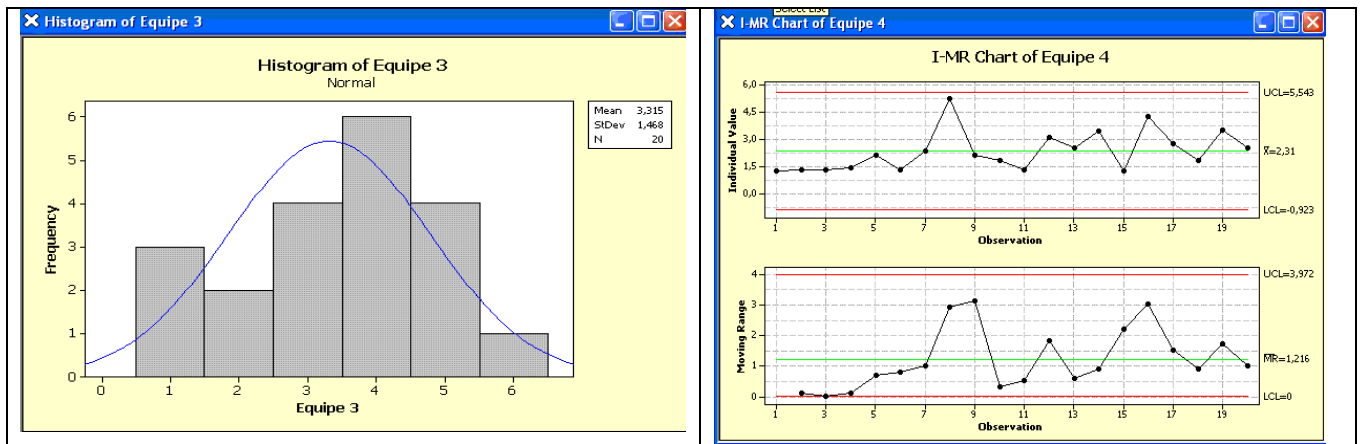 Histogram of Equipe 3
Histogram of Equipe 3
Normal
Mean 3,315
StDev 1,468
N 20
Frequency
6
5
4
3
2
1
0
0 1 2 3 4 5 6
Equipe 3
Select List
I-MR Chart of Equipe 4
I-MR Chart of Equipe 4
Individual Value
6,0
4,5
3,0
1,5
0,0
UCL=5,543
X=2,31
LCL=-0,923
1 3 5 7 9 11 13 15 17 19
Observation
Moving Range
4
3
2
1
0
UCL=3,972
MR=1,216
LCL=0
1 3 5 7 9 11 13 15 17 19
Observation